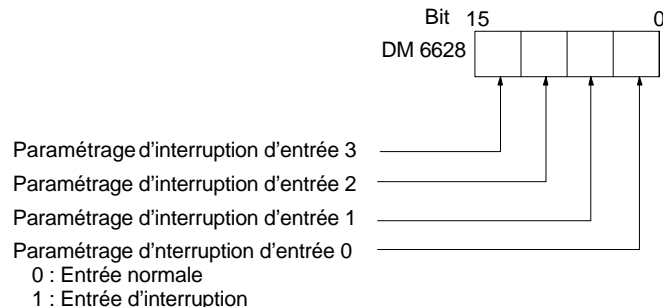 Bit 15 0
DM 6628
Paramétrage d'interruption d'entrée 3
Paramétrage d'interruption d'entrée 2
Paramétrage d'interruption d'entrée 1
Paramétrage d'nterruption d'entrée 0
0 : Entrée normale
1 : Entrée d'interruption